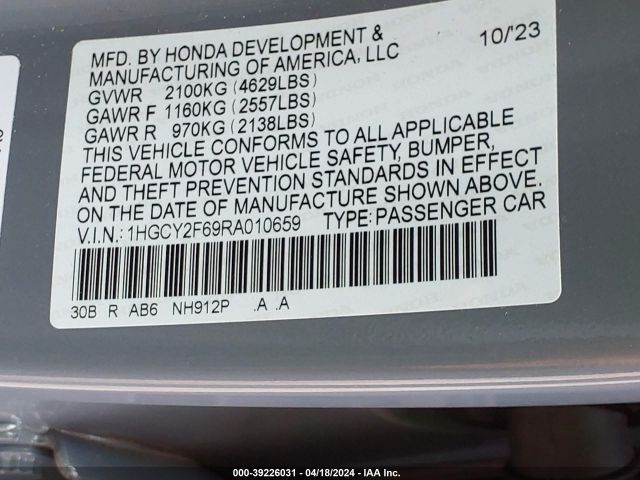 MFD. BY HONDA DEVELOPMENT & 10/'23
MANUFACTURING OF AMERICA, LLC
GVWR 2100KG (4629LBS)
GAWR F 1160KG (2557LBS)
GAWR R 970KG (2138LBS)
THIS VEHICLE CONFORMS TO ALL APPLICABLE
FEDERAL MOTOR VEHICLE SAFETY, BUMPER,
AND THEFT PREVENTION STANDARDS IN EFFECT
ON THE DATE OF MANUFACTURE SHOWN ABOVE.
V.I.N.: 1HGCY2F69RA010659 TYPE: PASSENGER CAR
30B R AB6 NH912P .A .A
000-39226031 - 04/18/2024 - IAA Inc.